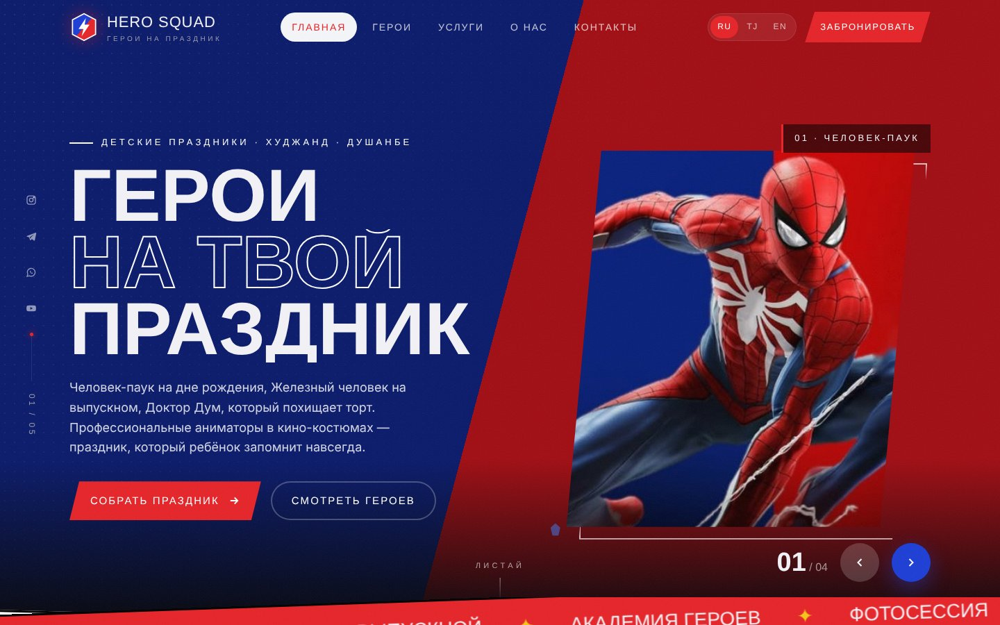 HERO SQUAD
ГЕРОИ НА ПРАЗДНИК
ГЛАВНАЯ
ГЕРОИ
УСЛУГИ
О НАС
КОНТАКТЫ
RU
TJ
EN
ЗАБРОНИРОВАТЬ
ДЕТСКИЕ ПРАЗДНИКИ · ХУДЖАНД · ДУШАНБЕ
ГЕРОИ
НА ТВОЙ
ПРАЗДНИК
Человек-паук на дне рождения, Железный человек на
выпускном, Доктор Дум, который похищает торт.
Профессиональные аниматоры в кино-костюмах —
праздник, который ребёнок запомнит навсегда.
СОБРАТЬ ПРАЗДНИК →
СМОТРЕТЬ ГЕРОЕВ
01 · ЧЕЛОВЕК-ПАУК
01 / 05
ЛИСТАЙ
01 / 04
АКАДЕМИЯ ГЕРОЕВ
ФОТОСЕССИЯ